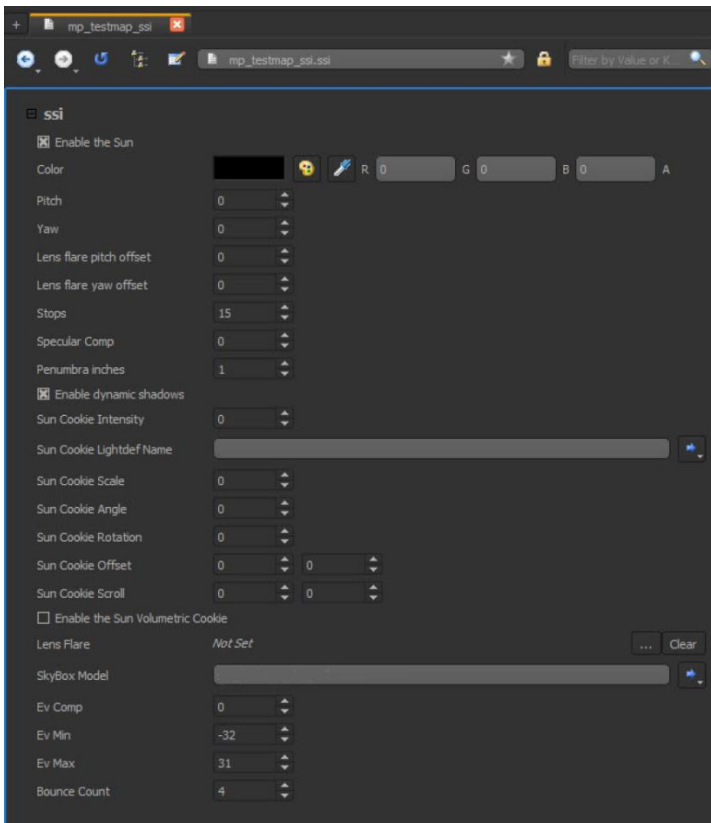 mp_testmap_ssi
mp_testmap_ssi.ssi Filter by Value or K...
ssi
Enable the Sun
Color R 0 G 0 B 0 A
Pitch 0
Yaw 0
Lens flare pitch offset 0
Lens flare yaw offset 0
Stops 15
Specular Comp 0
Penumbra inches 1
Enable dynamic shadows
Sun Cookie Intensity 0
Sun Cookie Lightdef Name
Sun Cookie Scale 0
Sun Cookie Angle 0
Sun Cookie Rotation 0
Sun Cookie Offset 0 0
Sun Cookie Scroll 0 0
Enable the Sun Volumetric Cookie
Lens Flare Not Set ... Clear
SkyBox Model
Ev Comp 0
Ev Min -32
Ev Max 31
Bounce Count 4